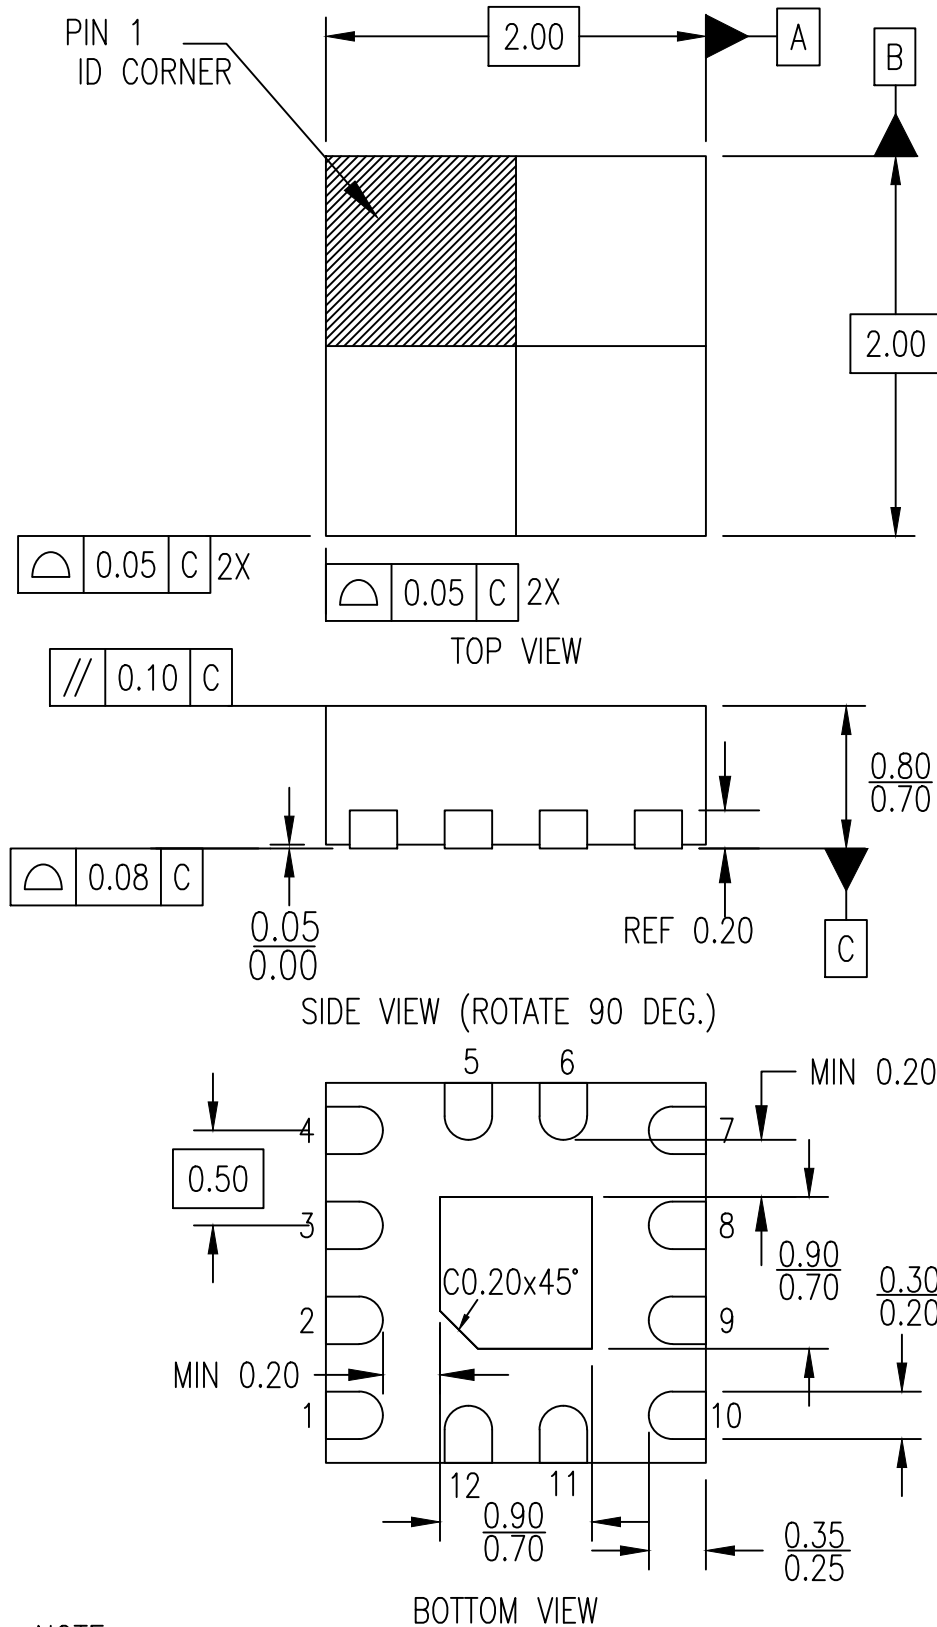 2.00
A
PIN 1
ID CORNER
B
2.00
0.05 C 2X
0.05 C 2X
TOP VIEW
// 0.10 C
0.80
0.70
0.08 C
0.05
0.00
REF 0.20
C
SIDE VIEW (ROTATE 90 DEG.)
5 6
MIN 0.20
4 7
0.50
3 8
0.90
0.70
C0.20x45°
0.30
0.20
2 9
MIN 0.20
1 10
12 11
0.90
0.70
0.35
0.25
BOTTOM VIEW